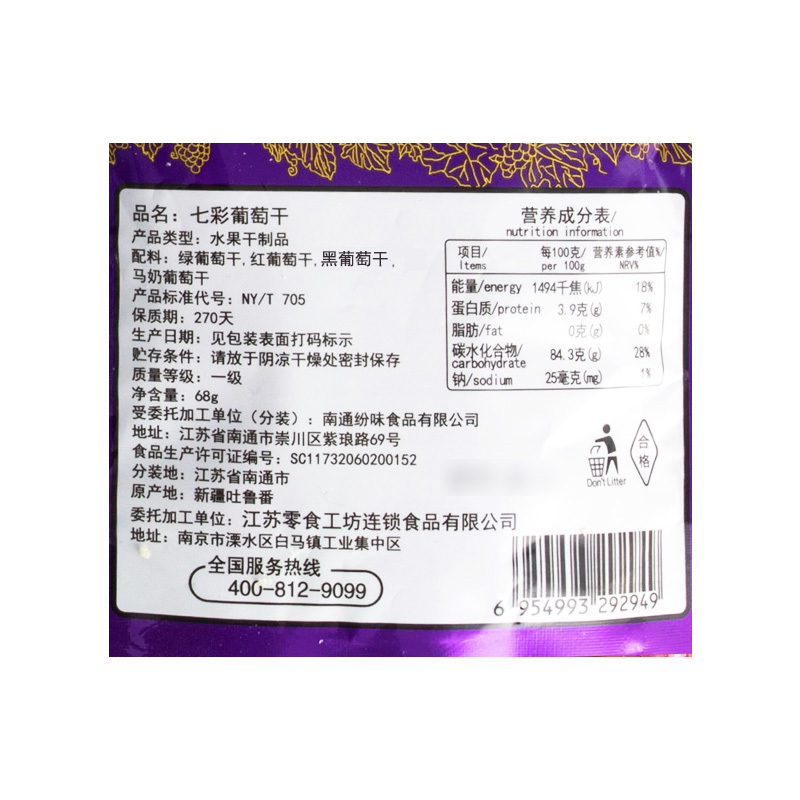 品名：七彩葡萄干
产品类型：水果干制品
配料：绿葡萄干,红葡萄干,黑葡萄干,
马奶葡萄干
产品标准代号：NY/T 705
保质期：270天
生产日期：见包装表面打码标示
贮存条件：请放于阴凉干燥处密封保存
质量等级：一级
净含量：68g
受委托加工单位（分装）：南通纷味食品有限公司
地址：江苏省南通市崇川区紫琅路69号
食品生产许可证编号：SC11732060200152
分装地：江苏省南通市
原产地：新疆吐鲁番
委托加工单位：江苏零食工坊连锁食品有限公司
地址：南京市溧水区白马镇工业集中区
全国服务热线
400-812-9099
营养成分表/
nutrition information
项目/ 每100克/ 营养素参考值%/
Items per 100g NRV%
能量/energy 1494千焦(kJ) 18%
蛋白质/protein 3.9克(g) 7%
脂肪/fat 0克(g) 0%
碳水化合物/
carbohydrate 84.3克(g) 28%
钠/sodium 25毫克(mg) 1%
Don't Litter
合格
6 954993 292949